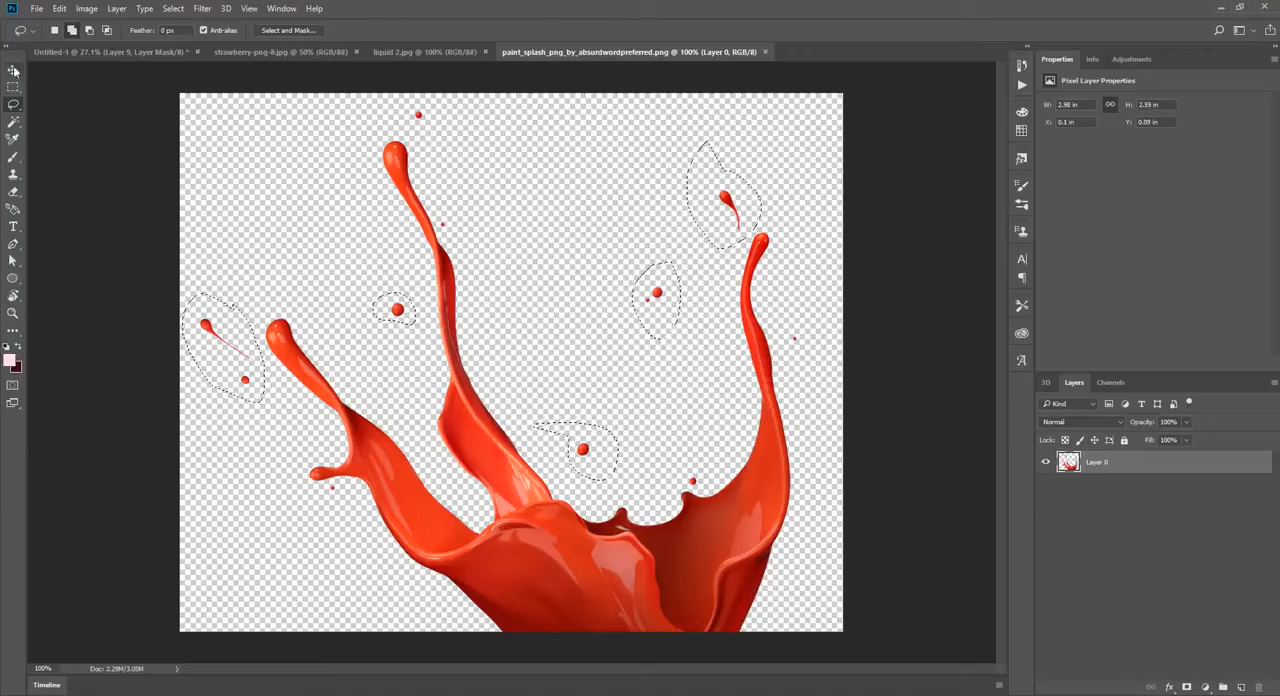 Ps File Edit Image Layer Type Select Filter 3D View Window Help
Feather: 0 px Anti-alias Select and Mask...
Untitled-1 @ 27.1% (Layer 9, Layer Mask/8) * × strawberry-png-8.jpg @ 50% (RGB/8#) × liquid 2.jpg @ 100% (RGB/8#) × paint_splash_png_by_absurdwordpreferred.png @ 100% (Layer 0, RGB/8) ×
Properties Info Adjustments
Pixel Layer Properties
W: 2.98 in H: 2.59 in
X: 0.1 in Y: 0.09 in
3D Layers Channels
Kind
Normal Opacity: 100%
Lock: Fill: 100%
Layer 0
100% Doc: 2.29M/3.05M
Timeline